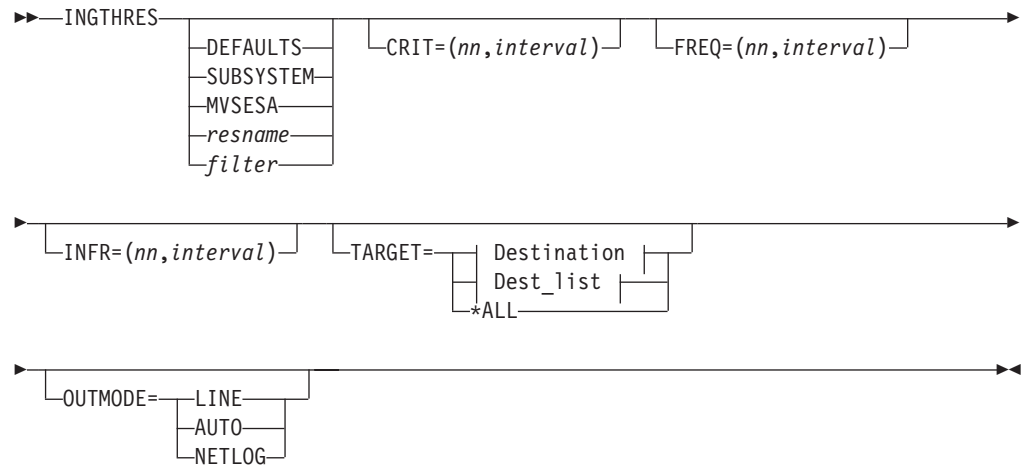 INGTHRES
DEFAULTS
SUBSYSTEM
MVSESA
resname
filter
CRIT=(nn,interval)
FREQ=(nn,interval)
INFR=(nn,interval)
TARGET=
Destination
Dest_list
*ALL
OUTMODE=
LINE
AUTO
NETLOG